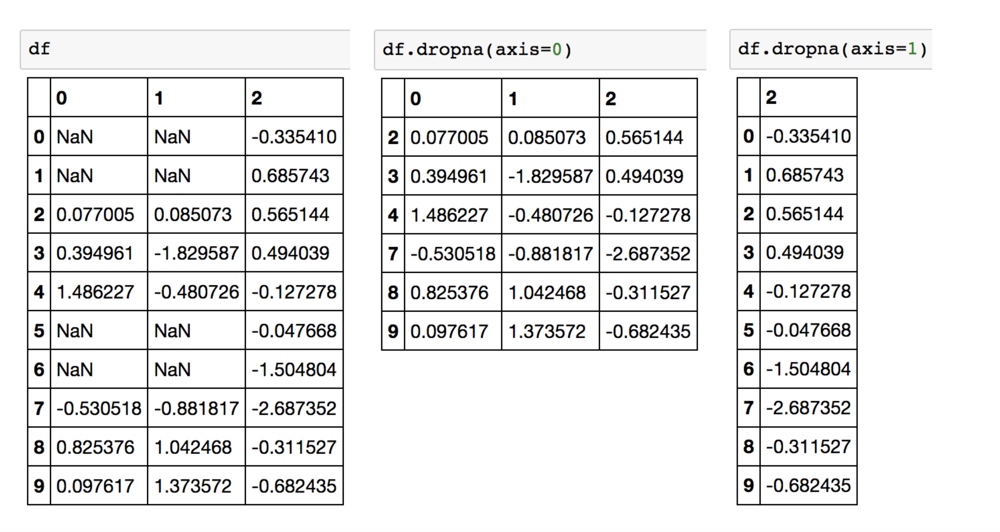 df
0 1 2
0 NaN NaN -0.335410
1 NaN NaN 0.685743
2 0.077005 0.085073 0.565144
3 0.394961 -1.829587 0.494039
4 1.486227 -0.480726 -0.127278
5 NaN NaN -0.047668
6 NaN NaN -1.504804
7 -0.530518 -0.881817 -2.687352
8 0.825376 1.042468 -0.311527
9 0.097617 1.373572 -0.682435
df.dropna(axis=0)
0 1 2
2 0.077005 0.085073 0.565144
3 0.394961 -1.829587 0.494039
4 1.486227 -0.480726 -0.127278
7 -0.530518 -0.881817 -2.687352
8 0.825376 1.042468 -0.311527
9 0.097617 1.373572 -0.682435
df.dropna(axis=1)
2
0 -0.335410
1 0.685743
2 0.565144
3 0.494039
4 -0.127278
5 -0.047668
6 -1.504804
7 -2.687352
8 -0.311527
9 -0.682435